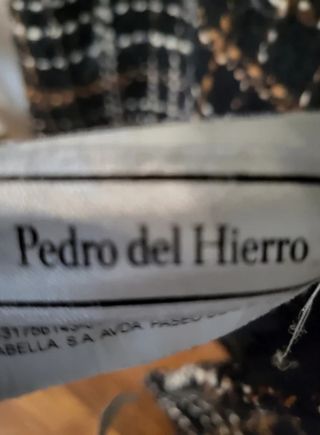 Pedro del Hierro
ABELLA S.A AVDA PASEO